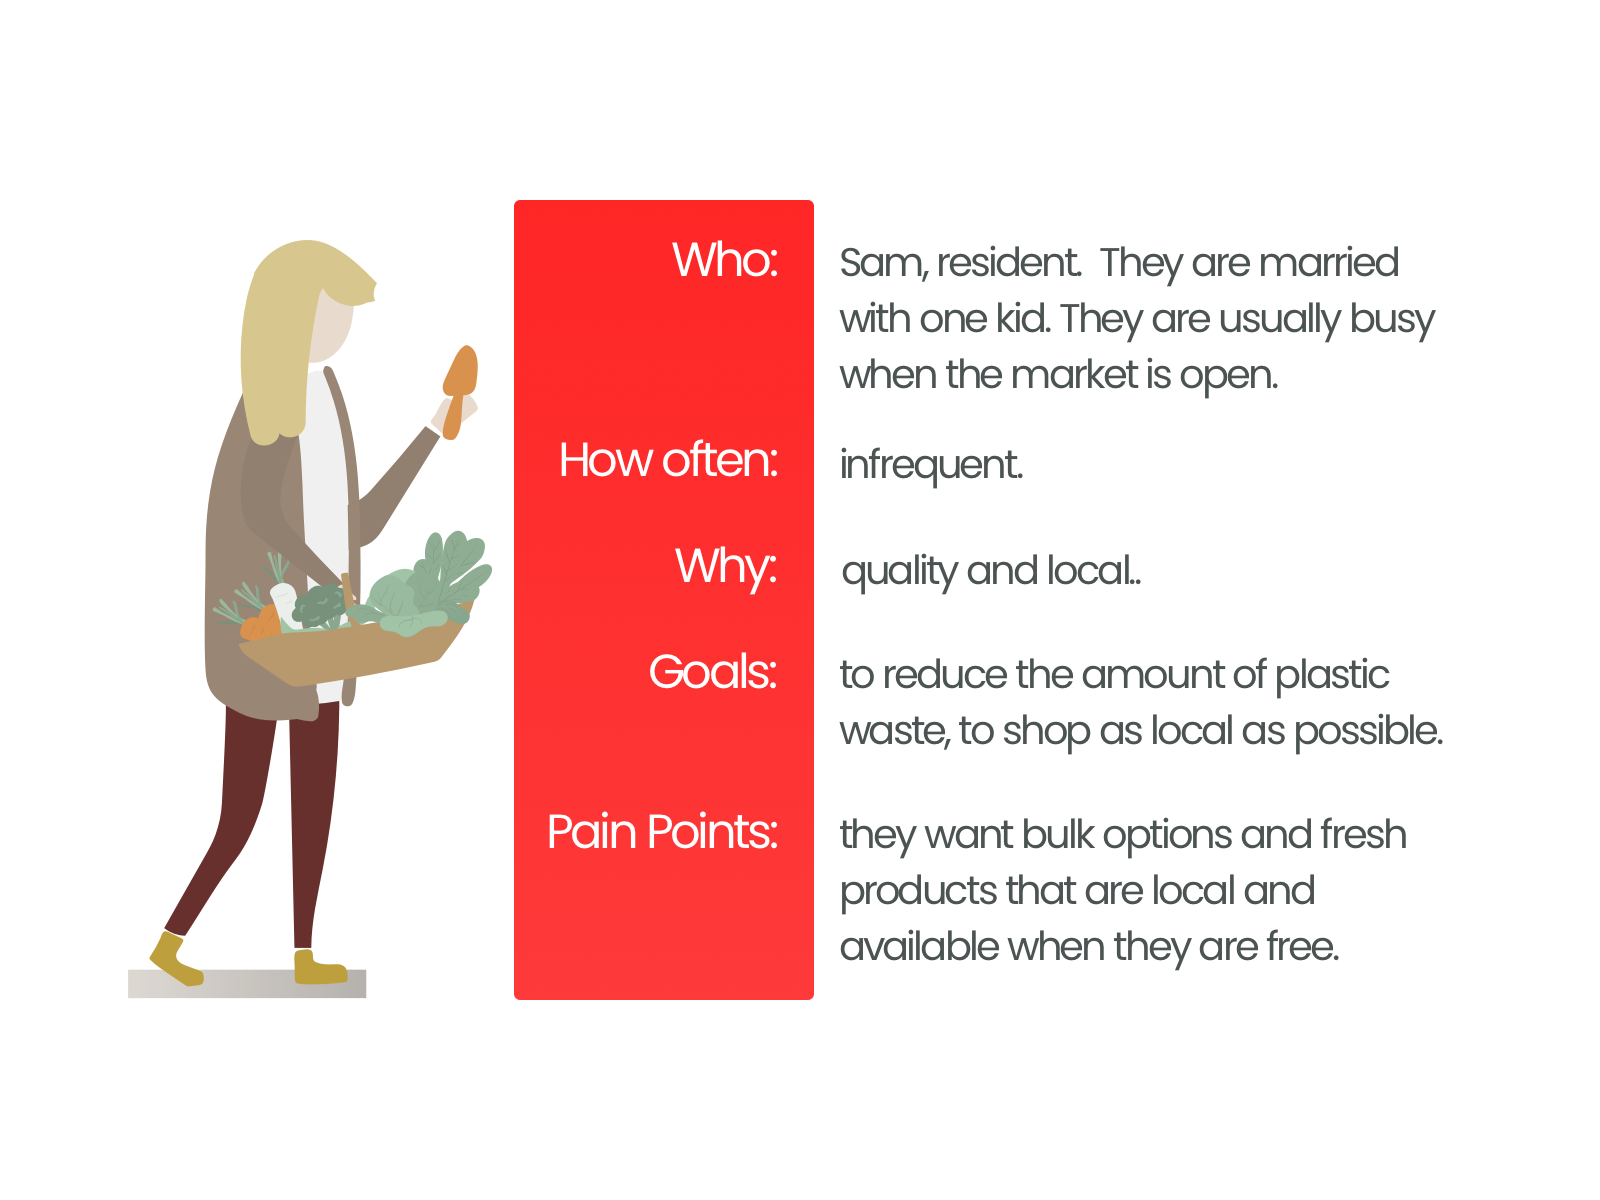 Who: Sam, resident.  They are married
with one kid. They are usually busy
when the market is open.
How often: infrequent.
Why: quality and local..
Goals: to reduce the amount of plastic
waste, to shop as local as possible.
Pain Points: they want bulk options and fresh
products that are local and
available when they are free.